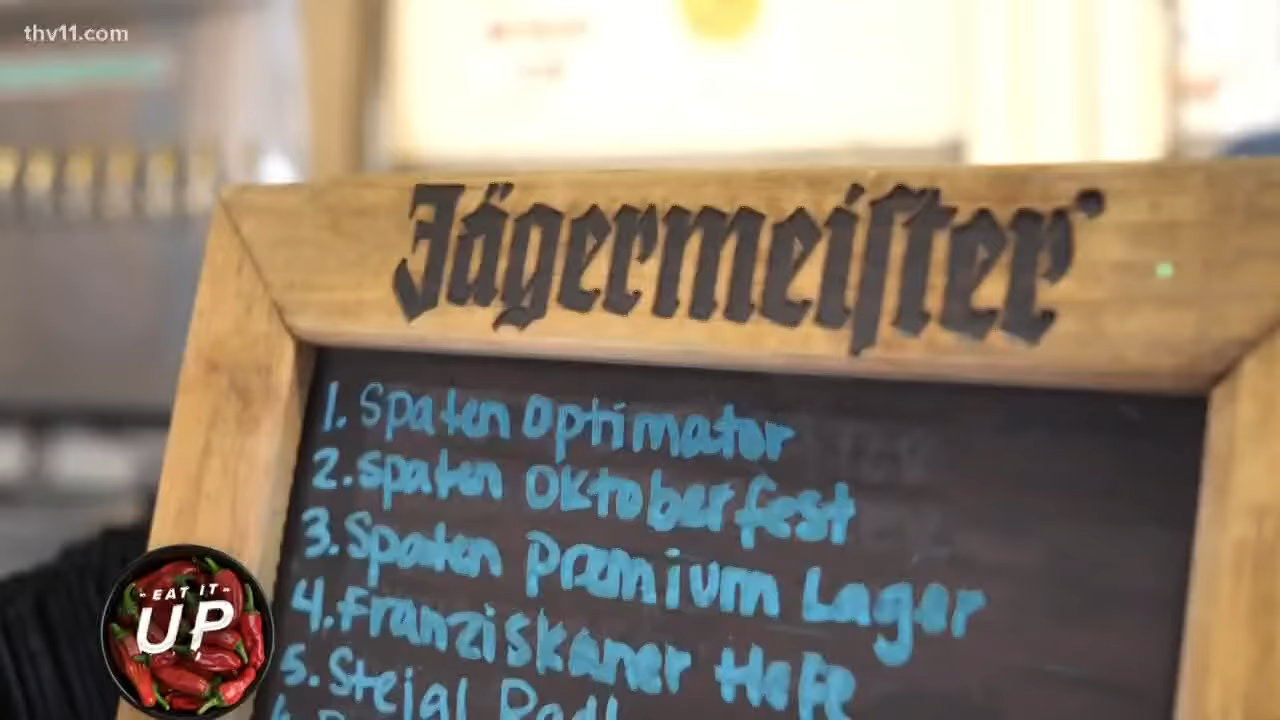 thv11.com
Jägermeiſter
1. Spaten Optimator
2. Spaten Oktoberfest
3. Spaten Premium Lager
4. Franziskaner Hefe
5. Steigl Radl
- EAT IT -
UP